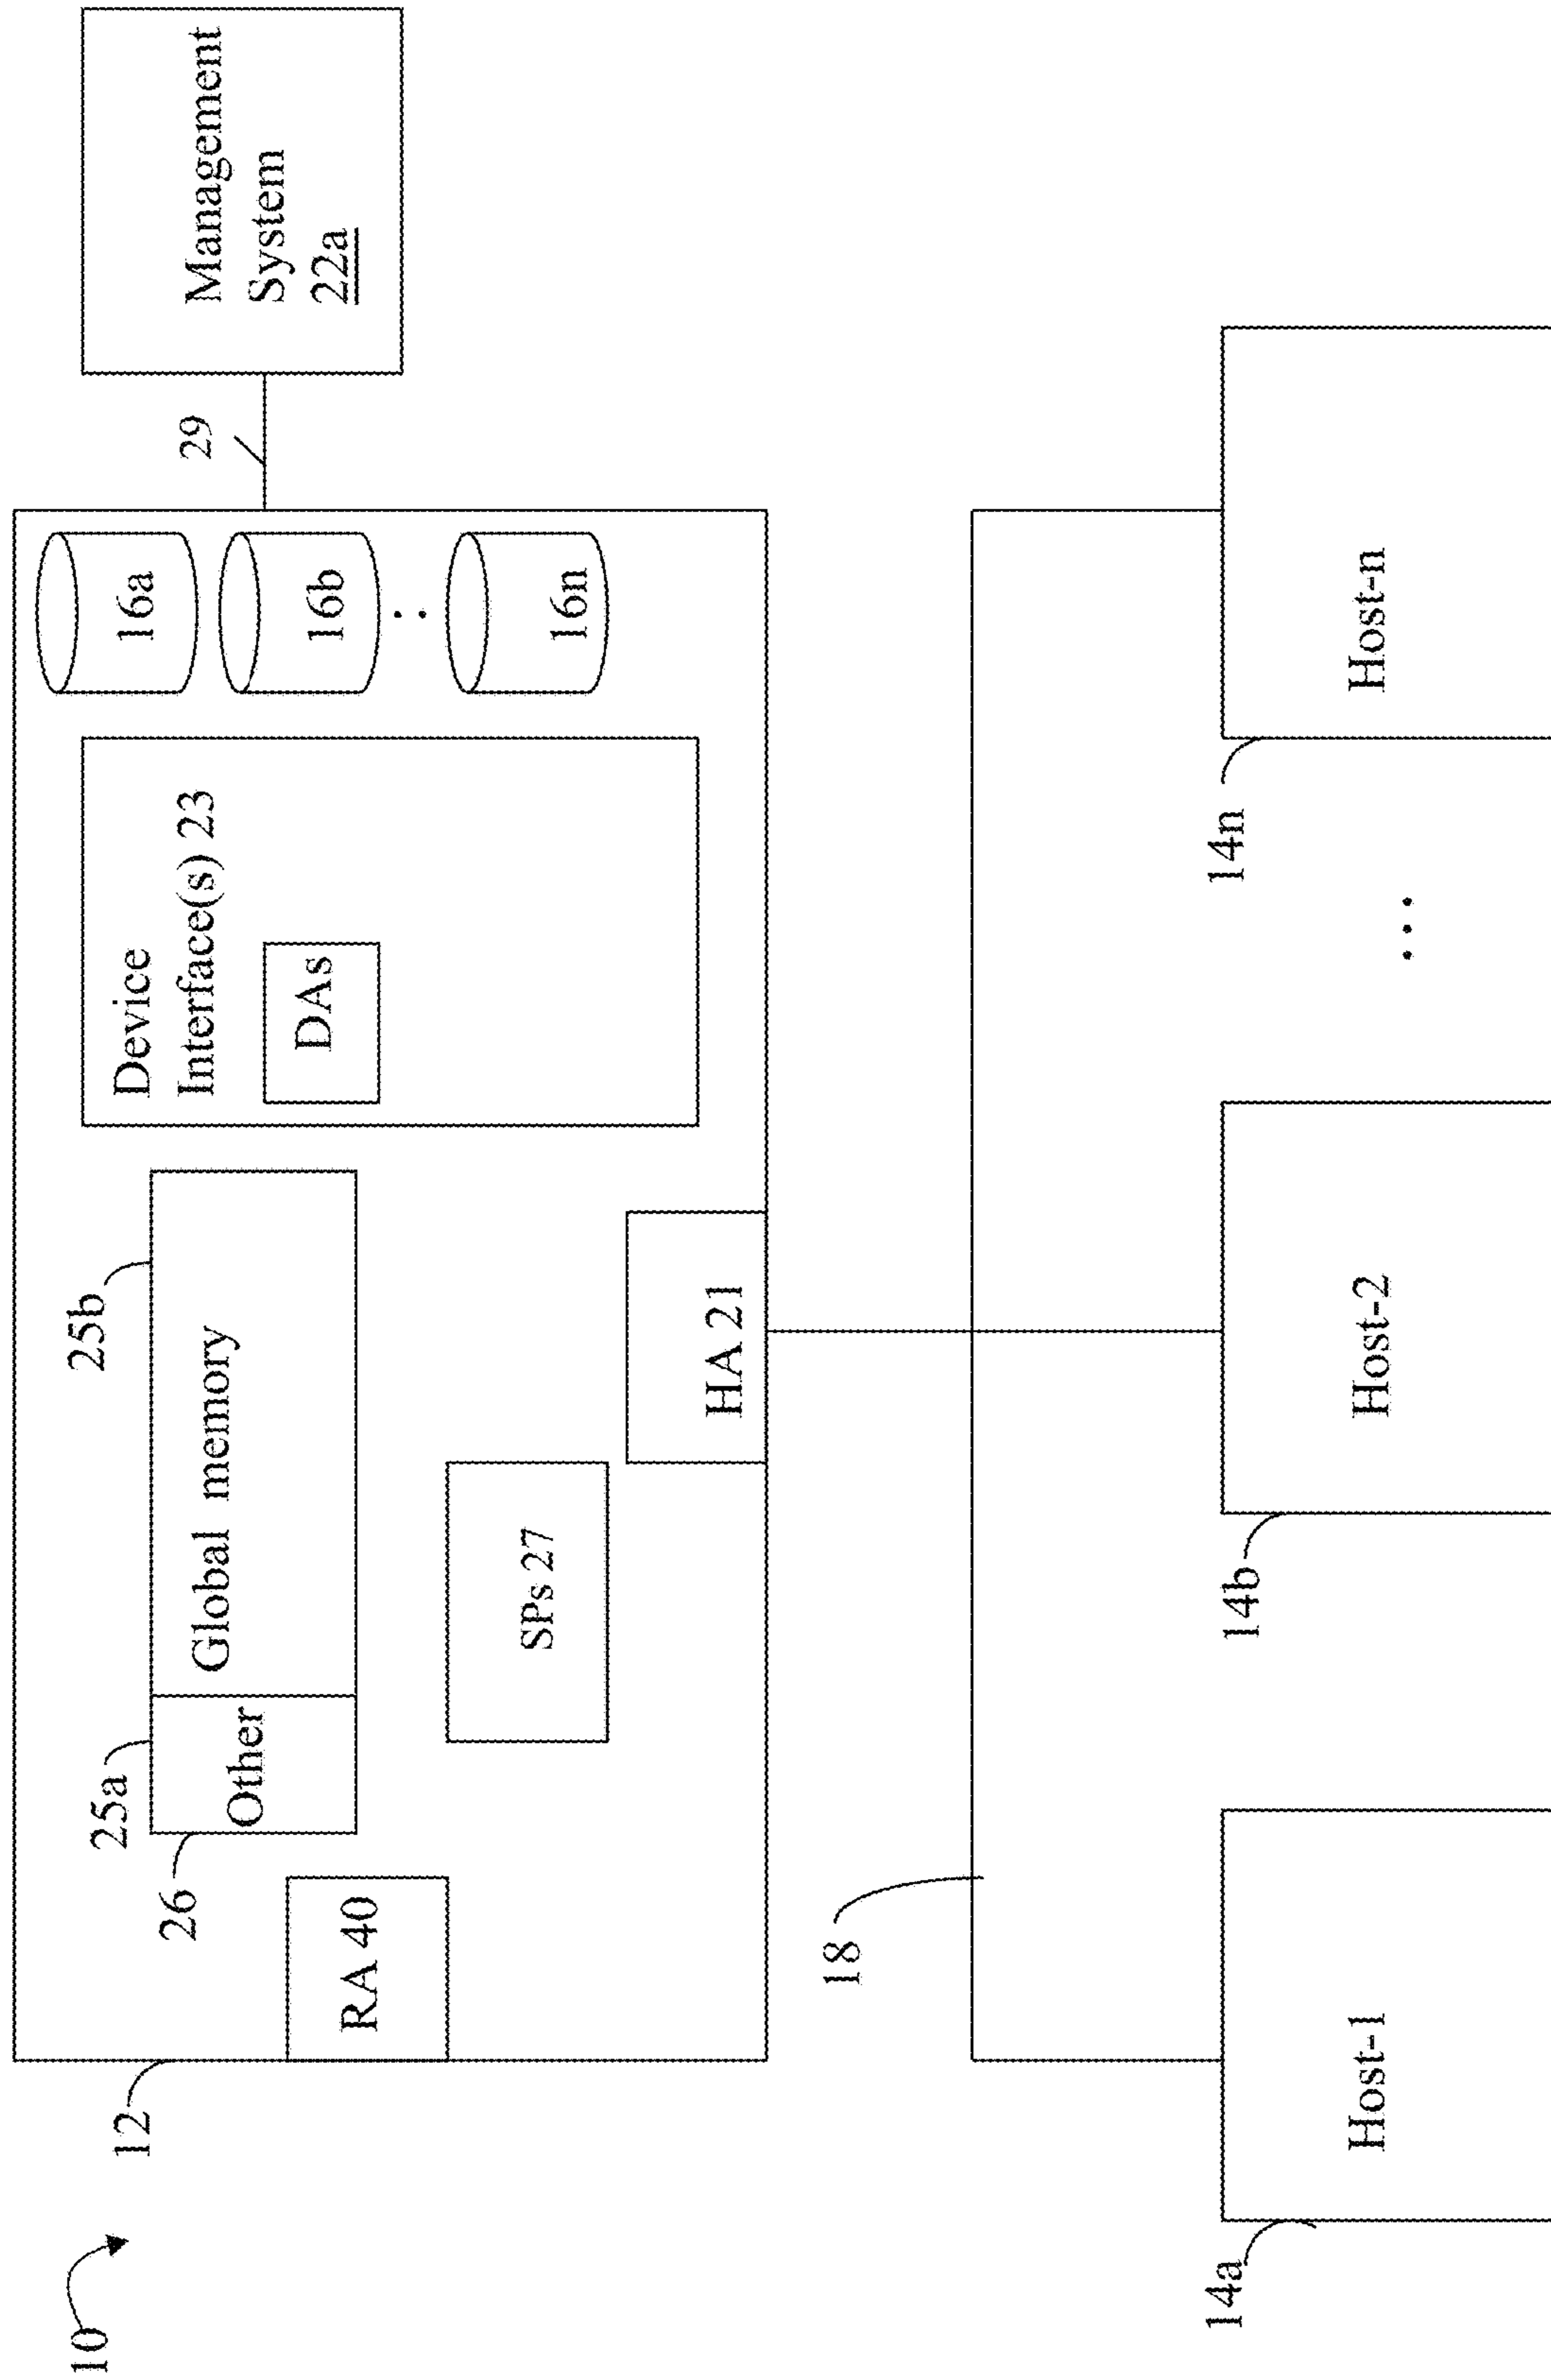 10
12
RA 40
26
25a
Other
Global memory
25b
SPs 27
HA 21
Device
Interface(s) 23
DAs
16a
16b
16n
29
Management
System
22a
18
14a
Host-1
14b
Host-2
...
14n
Host-n